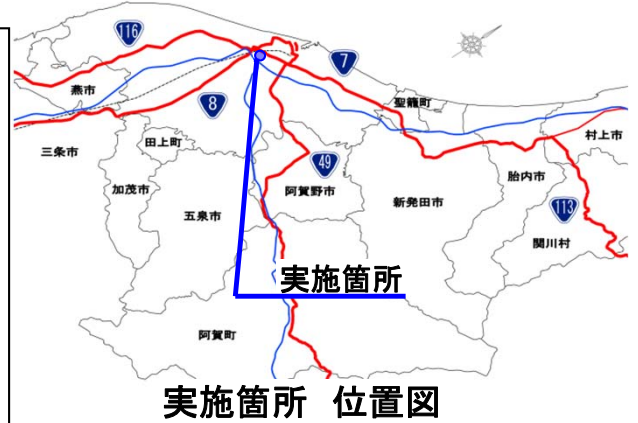 116
7
燕市
8
聖籠町
三条市
田上町
村上市
加茂市
49
阿賀野市
胎内市
五泉市
新発田市
113
関川村
実施箇所
阿賀町
実施箇所 位置図